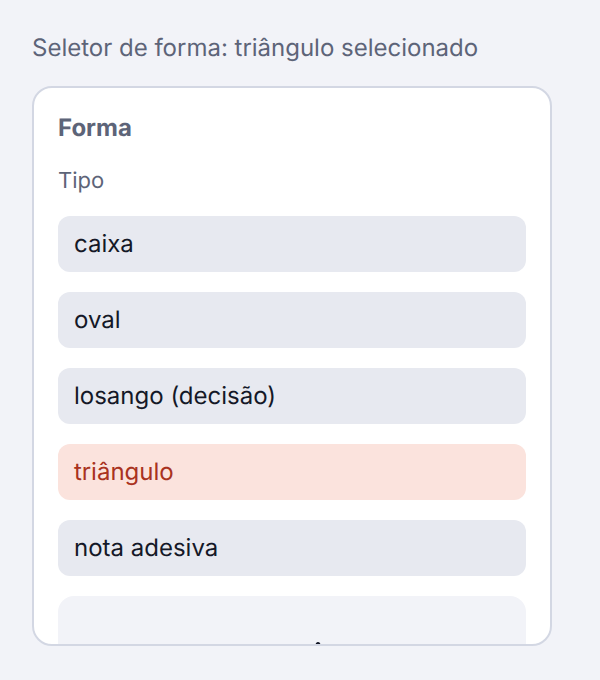 Seletor de forma: triângulo selecionado
Forma
Tipo
caixa
oval
losango (decisão)
triângulo
nota adesiva